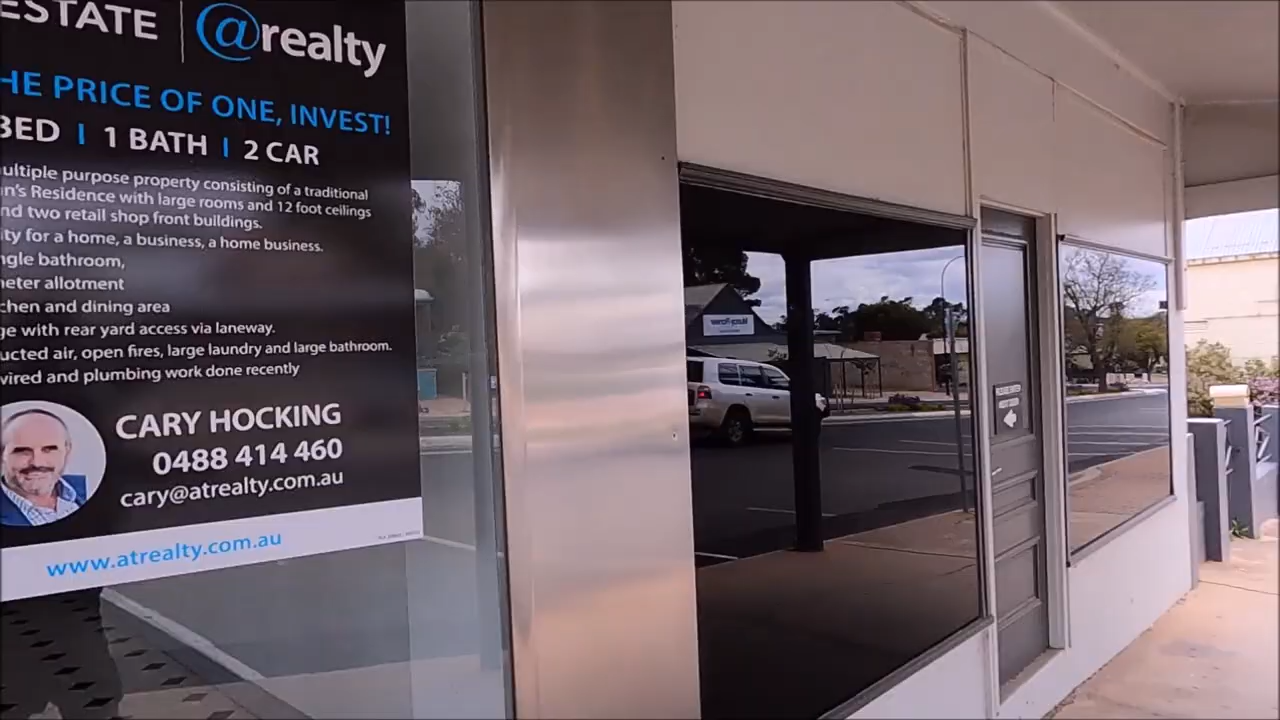 ESTATE
@realty
HE PRICE OF ONE, INVEST!
BED | 1 BATH | 2 CAR
ultiple purpose property consisting of a traditional
n's Residence with large rooms and 12 foot ceilings
nd two retail shop front buildings.
ity for a home, a business, a home business.
ngle bathroom,
meter allotment
chen and dining area
ge with rear yard access via laneway.
ucted air, open fires, large laundry and large bathroom.
wired and plumbing work done recently
CARY HOCKING
0488 414 460
cary@atrealty.com.au
www.atrealty.com.au